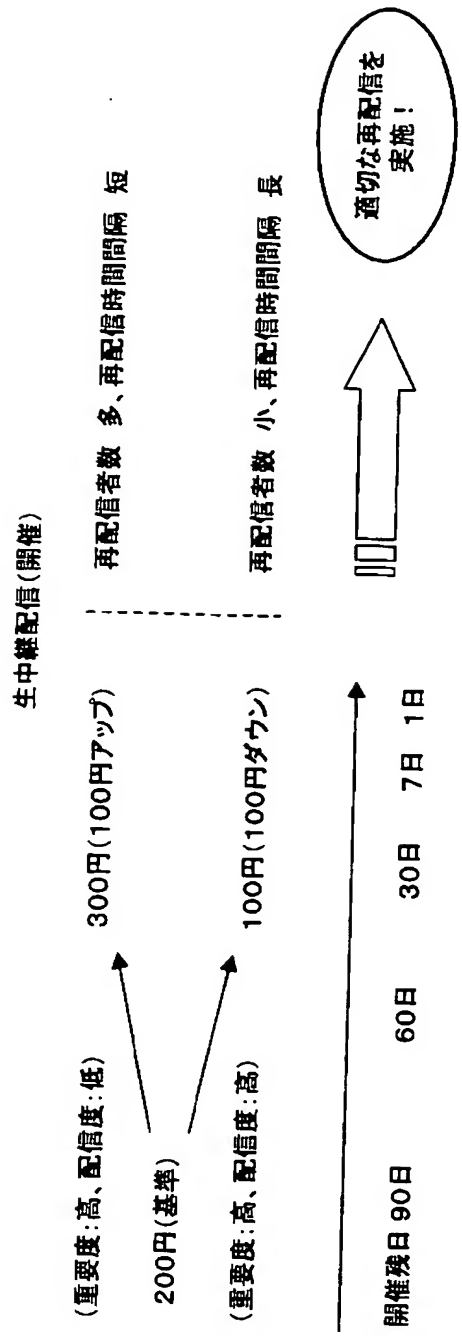 生中継配信(開催)
(重要度:高、配信度:低)
300円(100円アップ)
再配信者数 多、再配信時間間隔 短
200円(基準)
(重要度:高、配信度:高)
100円(100円ダウン)
再配信者数 小、再配信時間間隔 長
開催残日 90日 60日 30日 7日 1日
適切な再配信を
実施!